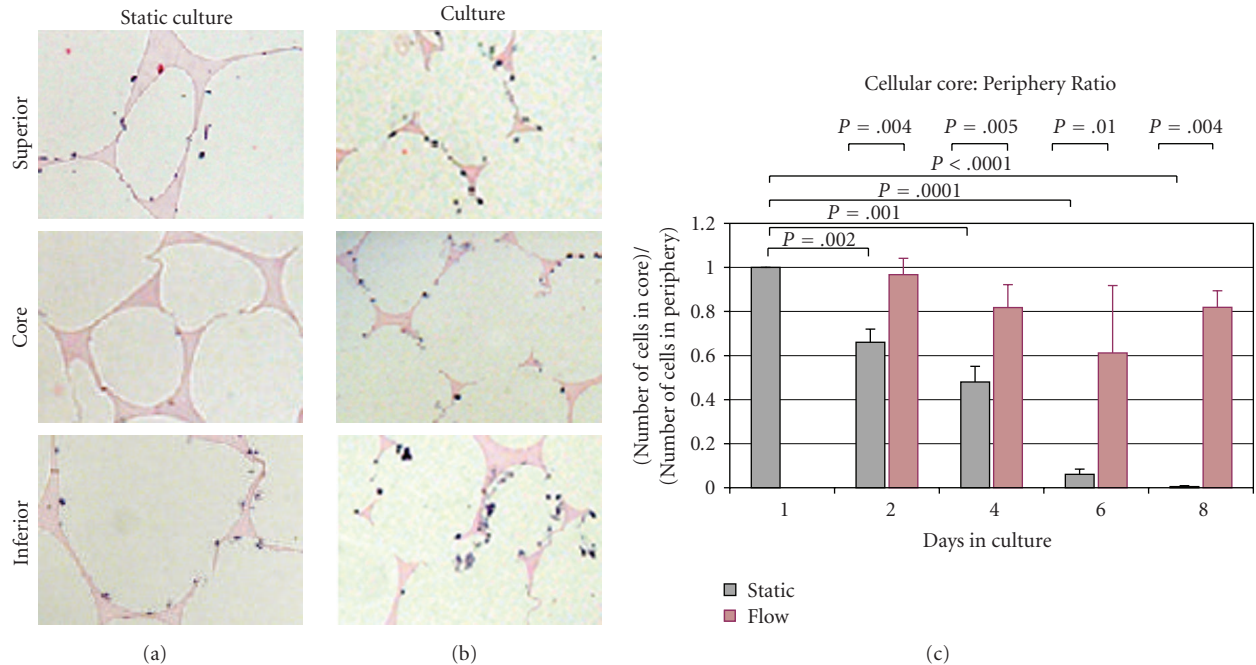 Static culture
Culture
Superior
Core
Inferior
(a)
(b)
Cellular core: Periphery Ratio
P = .004
P = .005
P = .01
P = .004
P < .0001
P = .0001
P = .001
P = .002
(Number of cells in core)/
(Number of cells in periphery)
1.2
1
0.8
0.6
0.4
0.2
0
1
2
4
6
8
Days in culture
Static
Flow
(c)